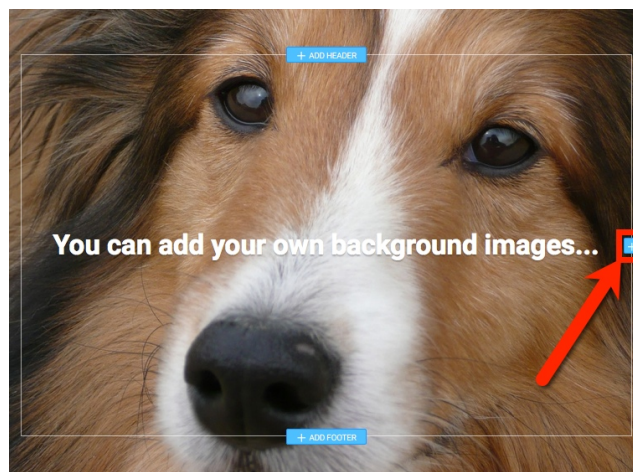 + ADD HEADER
You can add your own background images...
+
+ ADD FOOTER